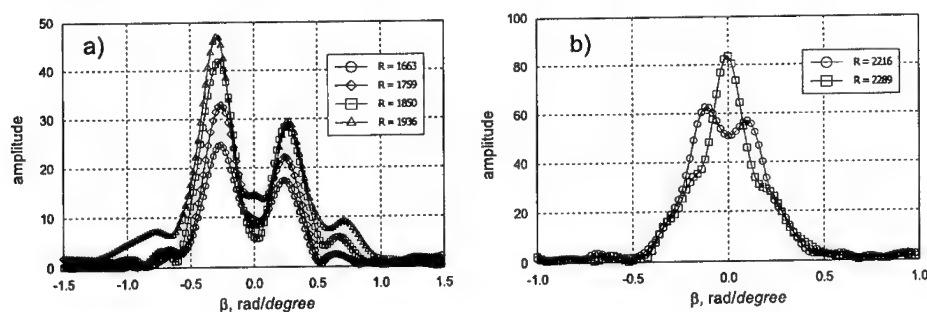 a)
50
40
30
20
10
0
amplitude
-1.5
-1.0
-0.5
0.0
0.5
1.0
1.5
β, rad/degree
R = 1663
R = 1759
R = 1850
R = 1936
b)
100
80
60
40
20
0
amplitude
-1.0
-0.5
0.0
0.5
1.0
β, rad/degree
R = 2216
R = 2289